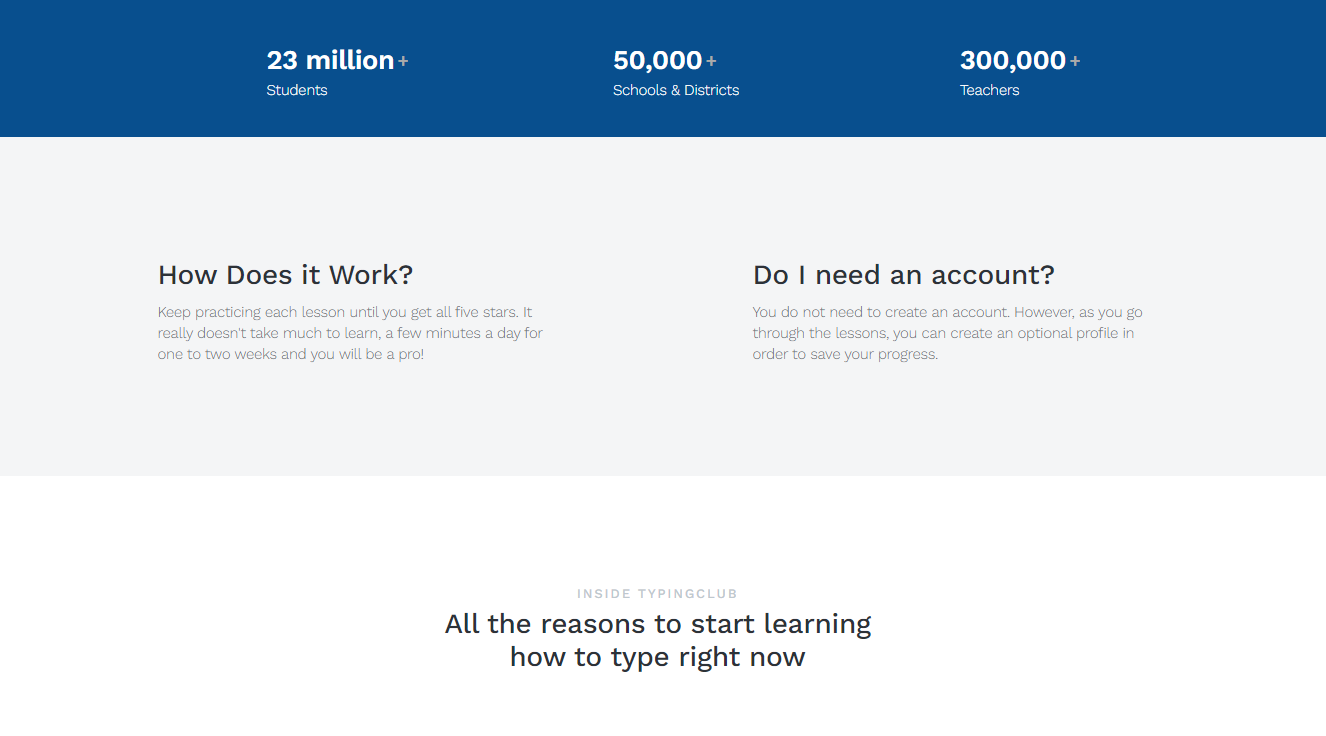 23 million +
Students
50,000 +
Schools & Districts
300,000 +
Teachers
How Does it Work?
Keep practicing each lesson until you get all five stars. It
really doesn't take much to learn, a few minutes a day for
one to two weeks and you will be a pro!
Do I need an account?
You do not need to create an account. However, as you go
through the lessons, you can create an optional profile in
order to save your progress.
INSIDE TYPINGCLUB
All the reasons to start learning
how to type right now